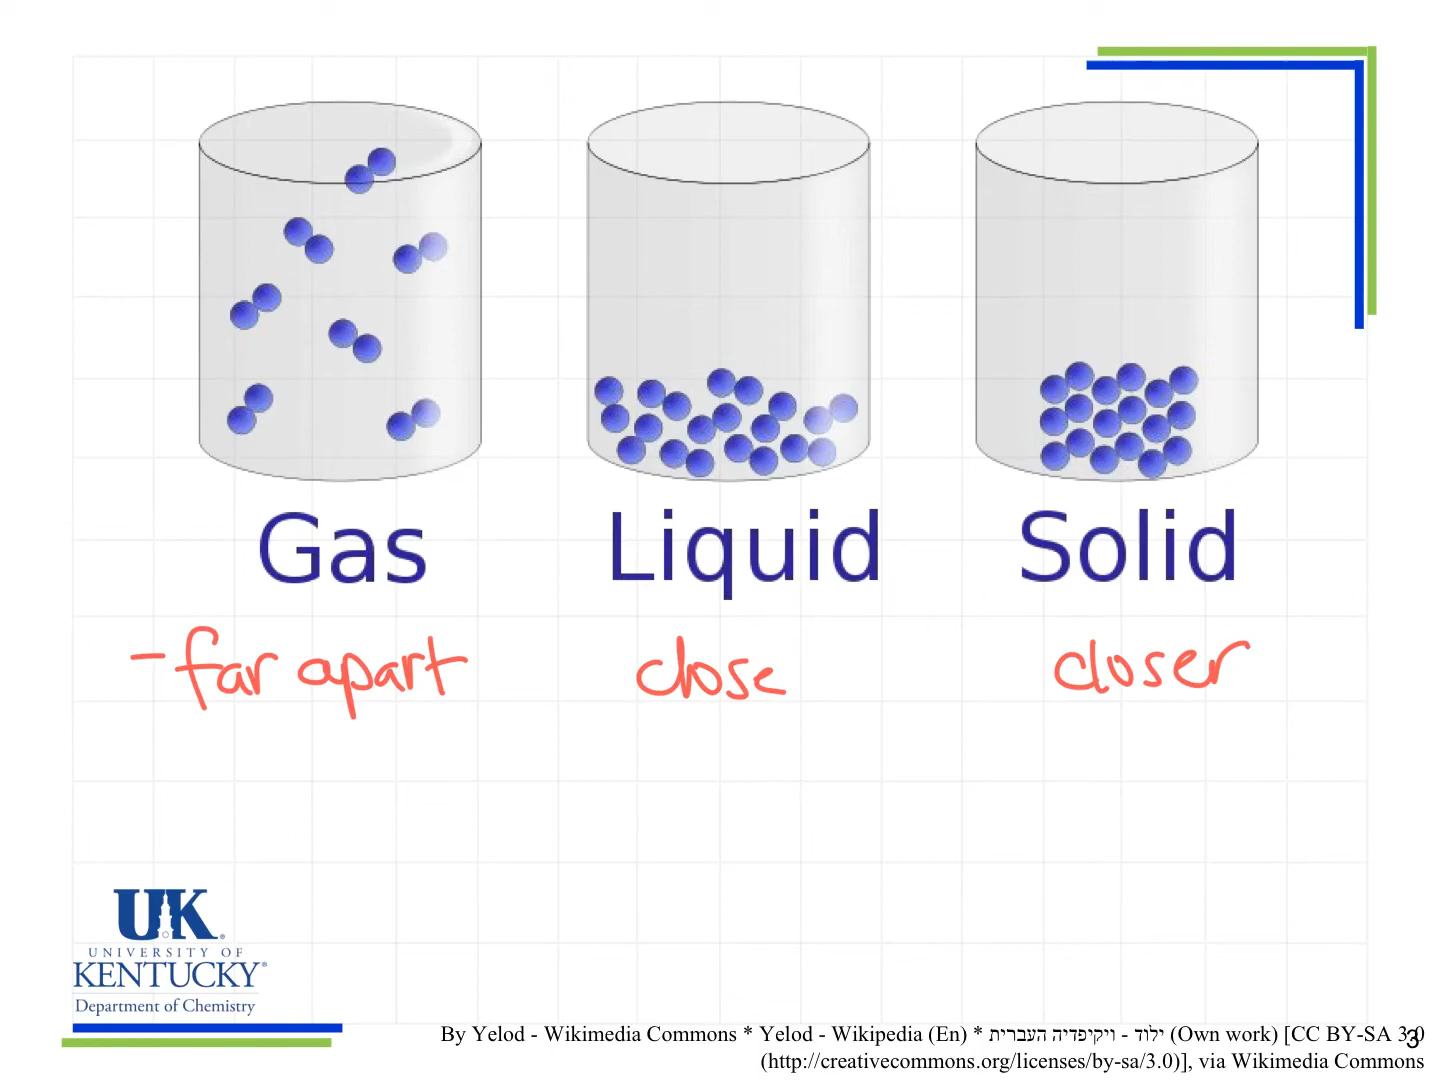 Gas Liquid Solid
-far apart close closer
UK
UNIVERSITY OF
KENTUCKY®
Department of Chemistry
By Yelod - Wikimedia Commons * Yelod - Wikipedia (En) * ילוד - ויקיפדיה העברית (Own work) [CC BY-SA 3.0
(http://creativecommons.org/licenses/by-sa/3.0)], via Wikimedia Commons
3